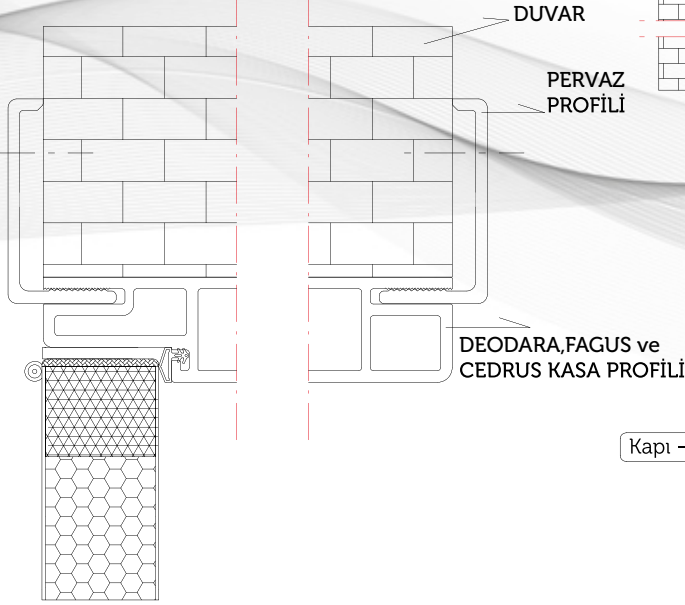 DUVAR
PERVAZ
PROFİLİ
DEODARA,FAGUS ve
CEDRUS KASA PROFİLİ
Kapı